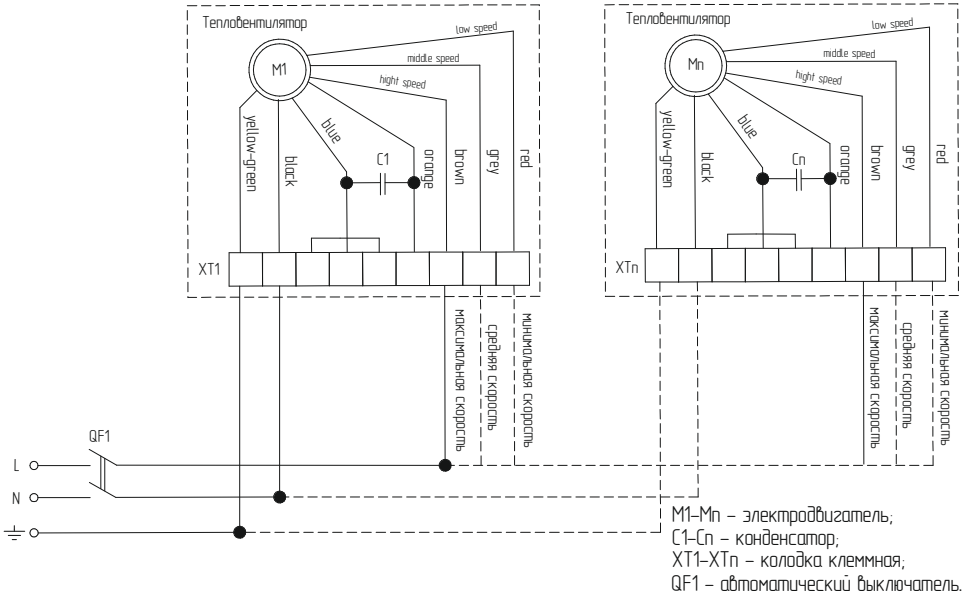 Тепловентилятор
M1
low speed
middle speed
hight speed
yellow-green
black
blue
C1
orange
brown
grey
red
XT1
максимальная скорость
средняя скорость
минимальная скорость
Тепловентилятор
Mn
low speed
middle speed
hight speed
yellow-green
black
blue
Cn
orange
brown
grey
red
XTn
максимальная скорость
средняя скорость
минимальная скорость
QF1
L
N
M1-Mn – электродвигатель;
C1-Cn – конденсатор;
XT1-XTn – колодка клеммная;
QF1 – автоматический выключатель.